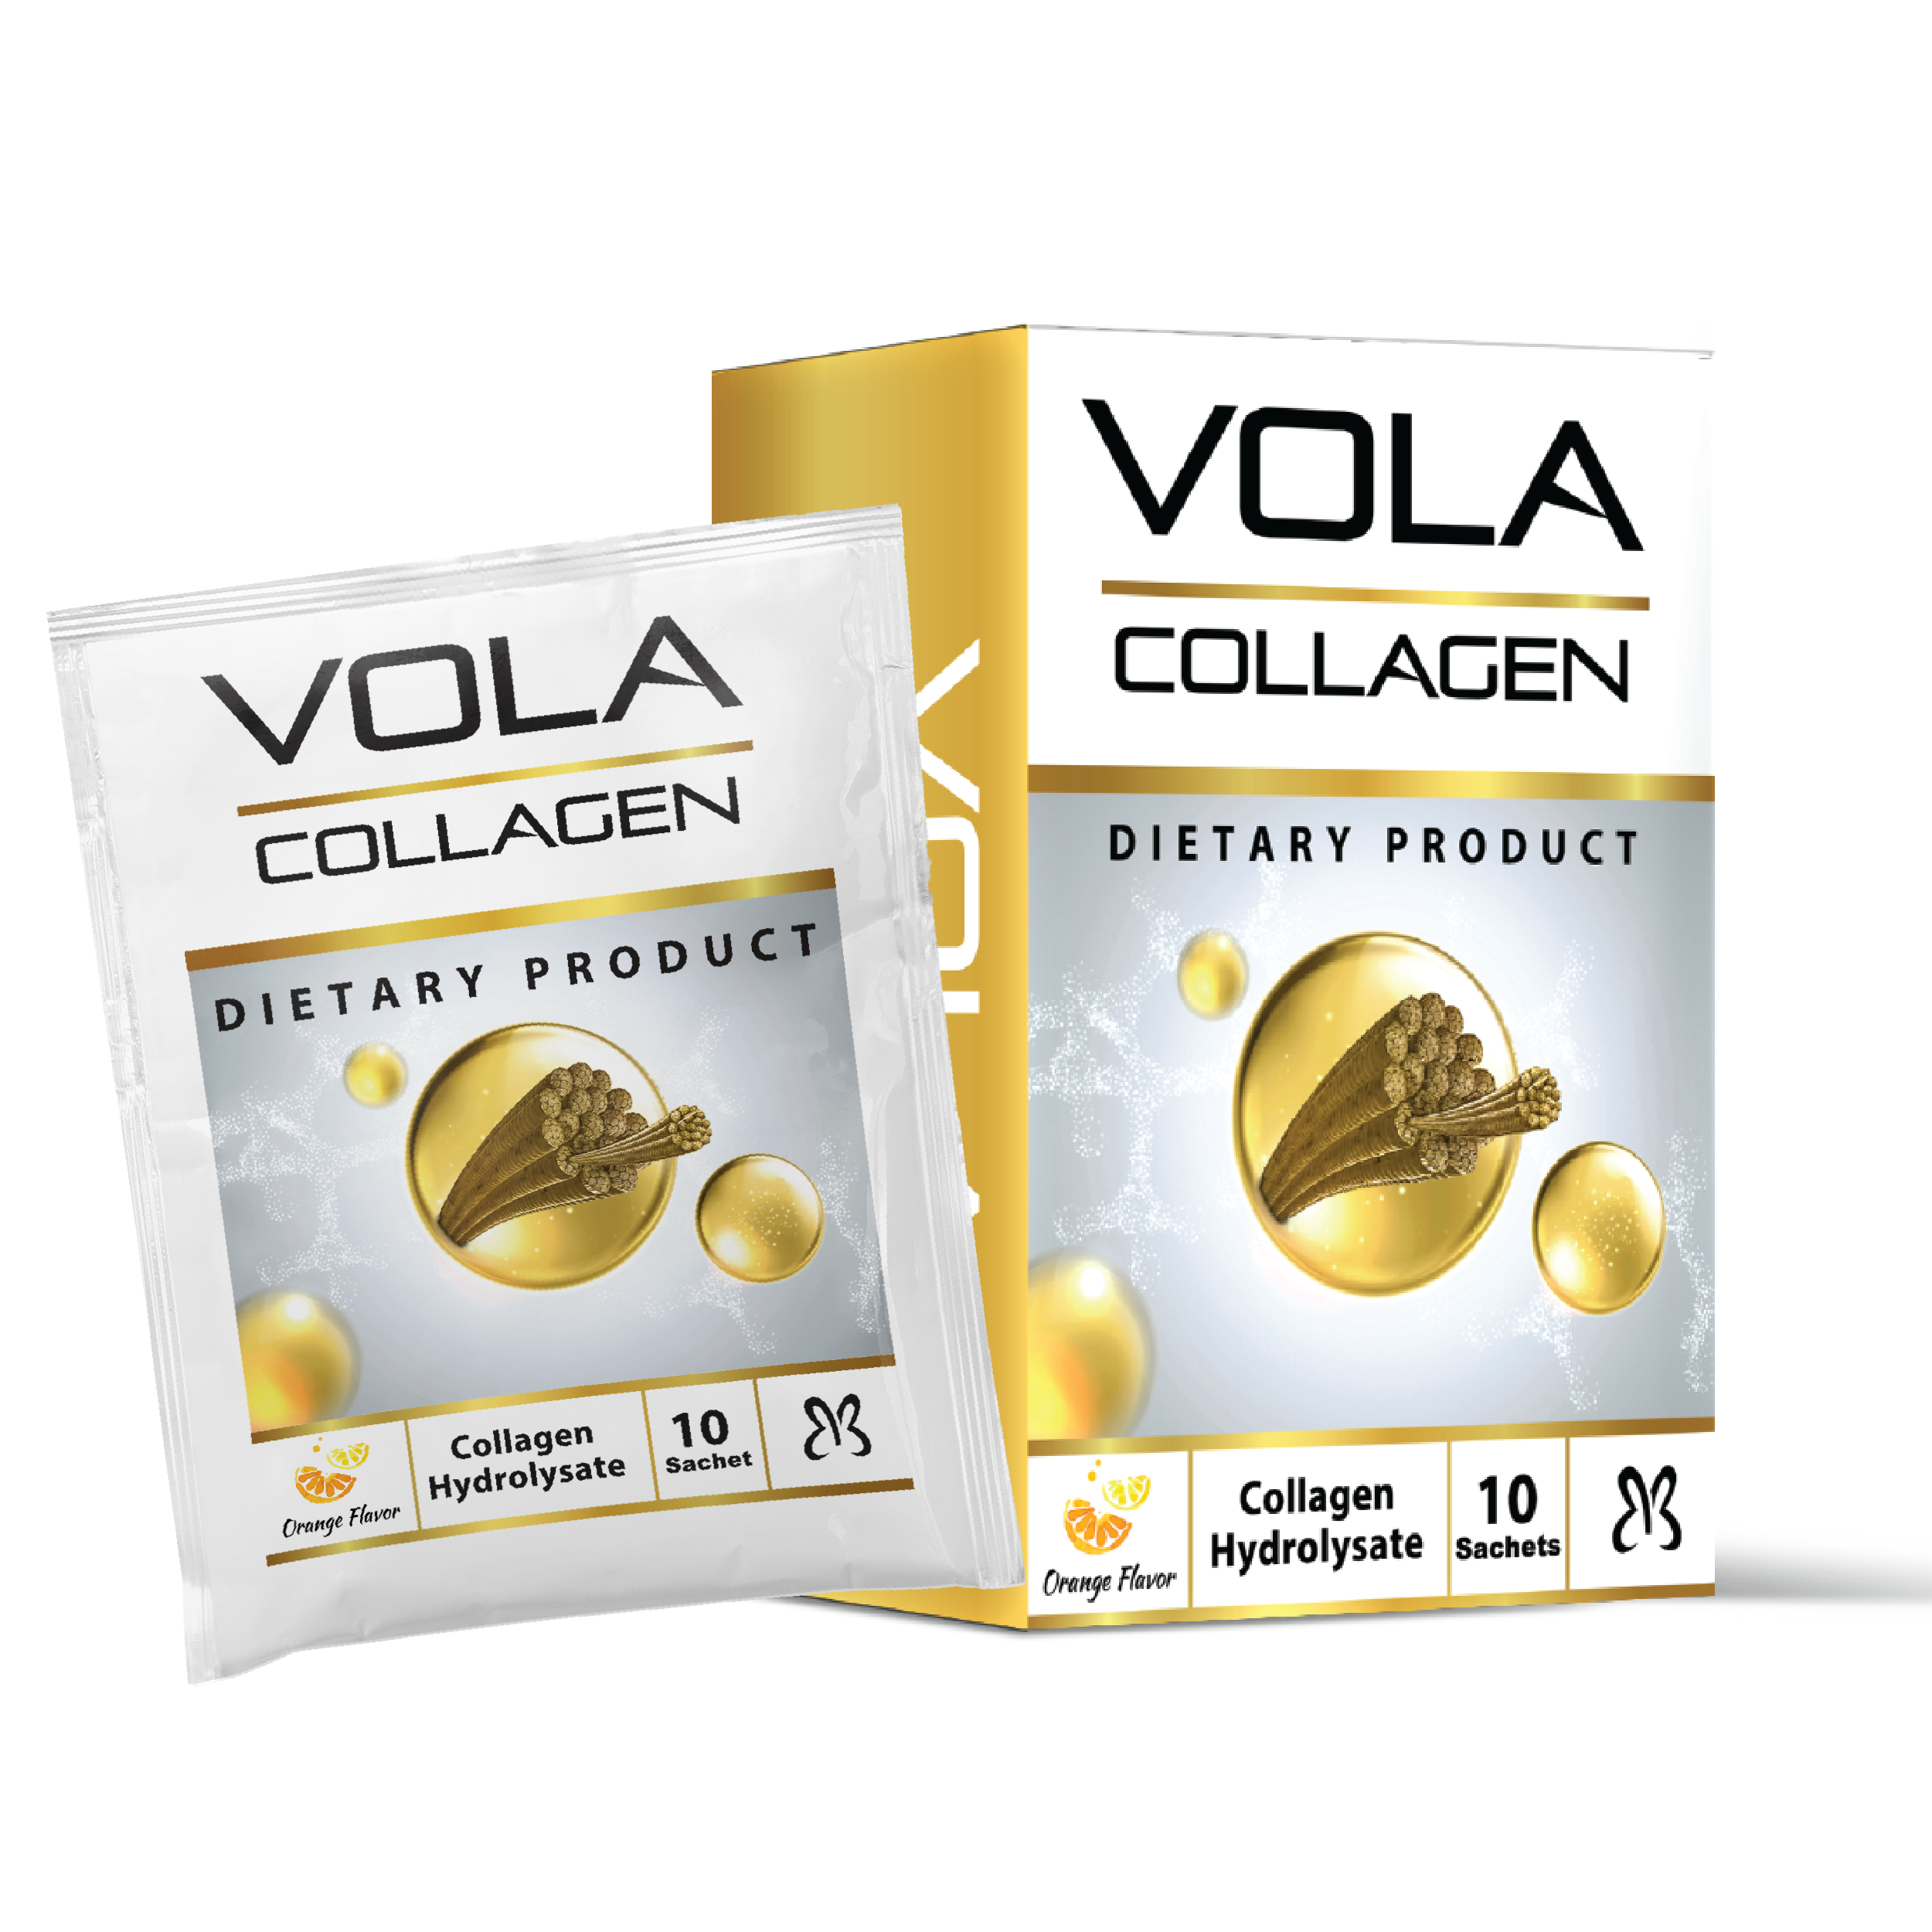 VOLA
COLLAGEN
DIETARY PRODUCT
Orange Flavor
Collagen
Hydrolysate
10
Sachet
VOLA
VOLA
COLLAGEN
DIETARY PRODUCT
Orange Flavor
Collagen
Hydrolysate
10
Sachets